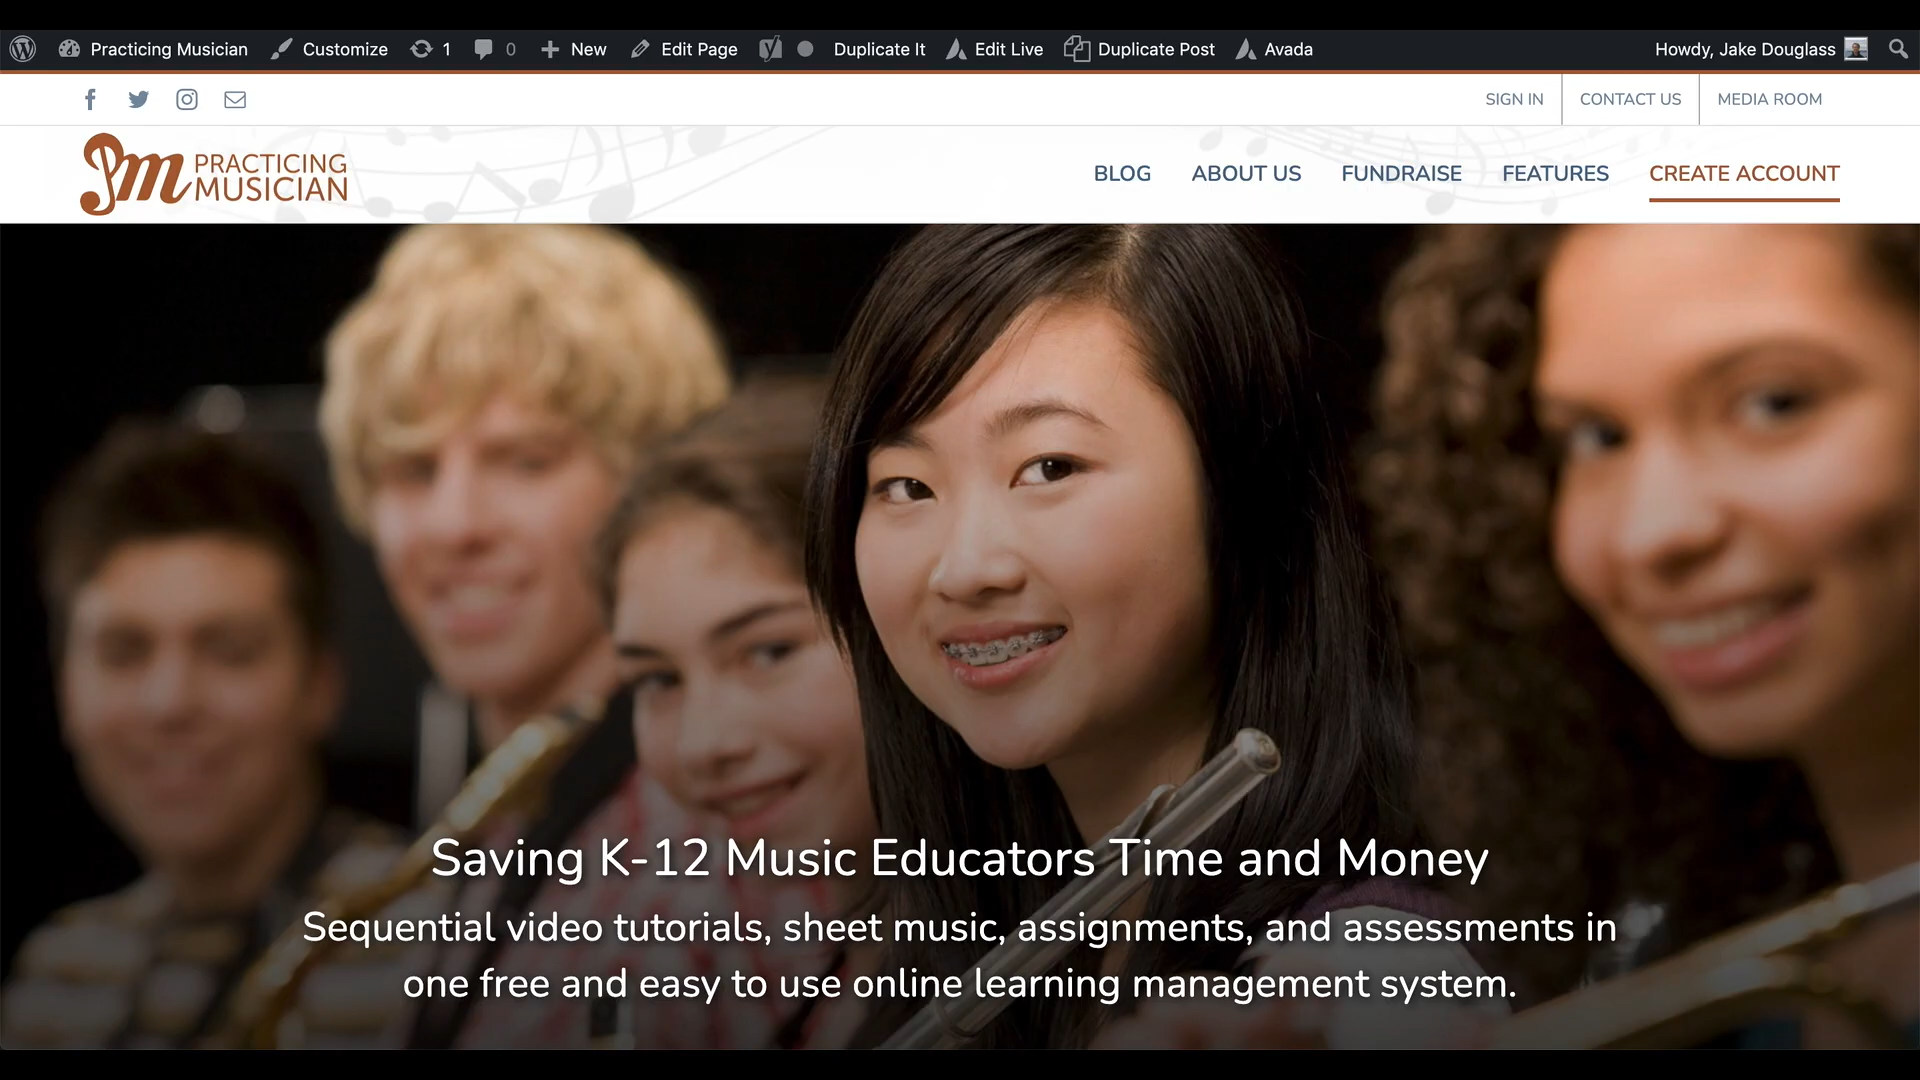 Practicing Musician Customize 1 0 New Edit Page Duplicate It Edit Live Duplicate Post Avada Howdy, Jake Douglass
SIGN IN CONTACT US MEDIA ROOM
PRACTICING
MUSICIAN
BLOG ABOUT US FUNDRAISE FEATURES CREATE ACCOUNT
Saving K-12 Music Educators Time and Money
Sequential video tutorials, sheet music, assignments, and assessments in
one free and easy to use online learning management system.